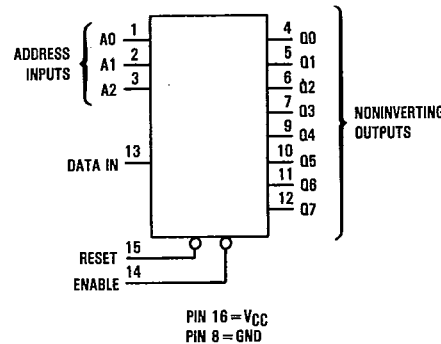 ADDRESS
INPUTS
A0 1
A1 2
A2 3
DATA IN 13
4 Q0
5 Q1
6 Q2
7 Q3
9 Q4
10 Q5
11 Q6
12 Q7
NONINVERTING
OUTPUTS
RESET 15
ENABLE 14
PIN 16=VCC
PIN 8=GND